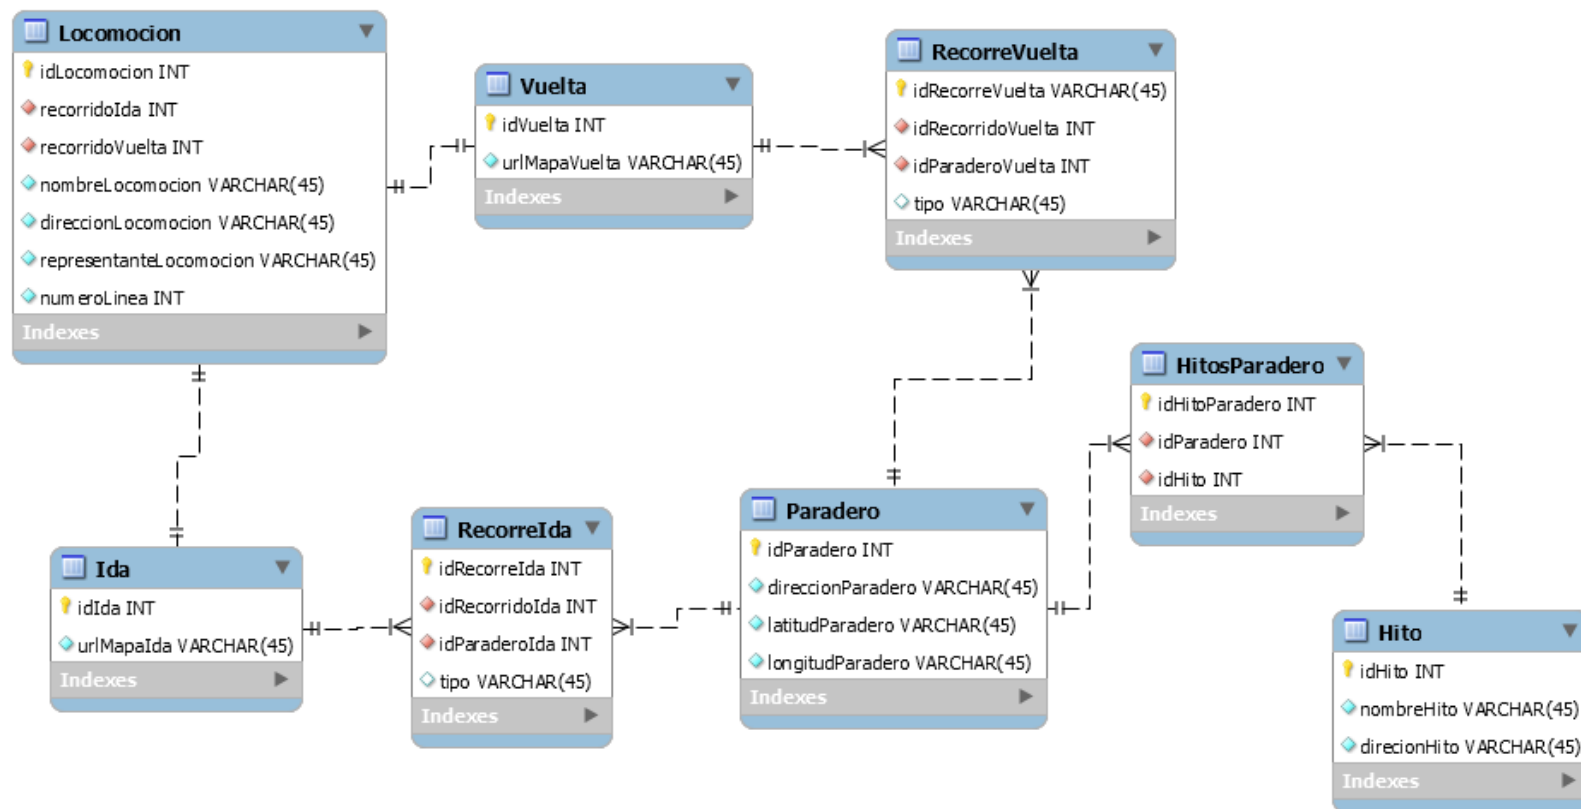 Locomocion
idLocomocion INT
recorridoIda INT
recorridoVuelta INT
nombreLocomocion VARCHAR(45)
direccionLocomocion VARCHAR(45)
representanteLocomocion VARCHAR(45)
numeroLinea INT
Indexes
Vuelta
idVuelta INT
urlMapaVuelta VARCHAR(45)
Indexes
RecorreVuelta
idRecorreVuelta VARCHAR(45)
idRecorridoVuelta INT
idParaderoVuelta INT
tipo VARCHAR(45)
Indexes
HitosParadero
idHitoParadero INT
idParadero INT
idHito INT
Indexes
Ida
idIda INT
urlMapaIda VARCHAR(45)
Indexes
RecorreIda
idRecorreIda INT
idRecorridoIda INT
idParaderoIda INT
tipo VARCHAR(45)
Indexes
Paradero
idParadero INT
direccionParadero VARCHAR(45)
latitudParadero VARCHAR(45)
longitudParadero VARCHAR(45)
Indexes
Hito
idHito INT
nombreHito VARCHAR(45)
direcionHito VARCHAR(45)
Indexes